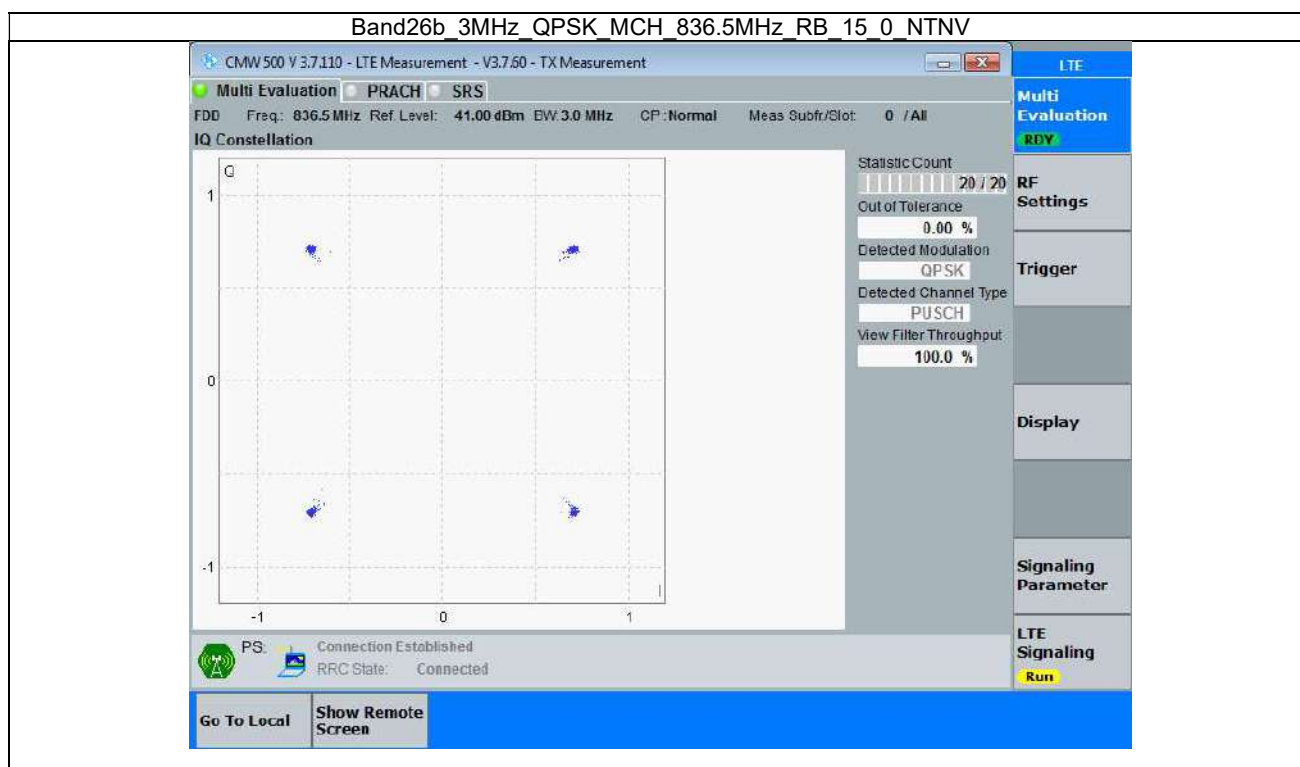 Band26b_3MHz_QPSK_MCH_836.5MHz_RB_15_0_NTNV
CMW 500 V 3.7.110 - LTE Measurement - V3.7.60 - TX Measurement
LTE
Multi Evaluation PRACH SRS
FDD Freq.: 836.5 MHz Ref. Level: 41.00 dBm BW: 3.0 MHz CP: Normal Meas Subfr/Slot: 0 / All
IQ Constellation
Q
1
0
-1
-1 0 1
I
Statistic Count
20 / 20
Out of Tolerance
0.00 %
Detected Modulation
QPSK
Detected Channel Type
PUSCH
View Filter Throughput
100.0 %
Multi
Evaluation
RDY
RF
Settings
Trigger
Display
Signaling
Parameter
LTE
Signaling
Run
PS: Connection Established
RRC State: Connected
Go To Local
Show Remote
Screen